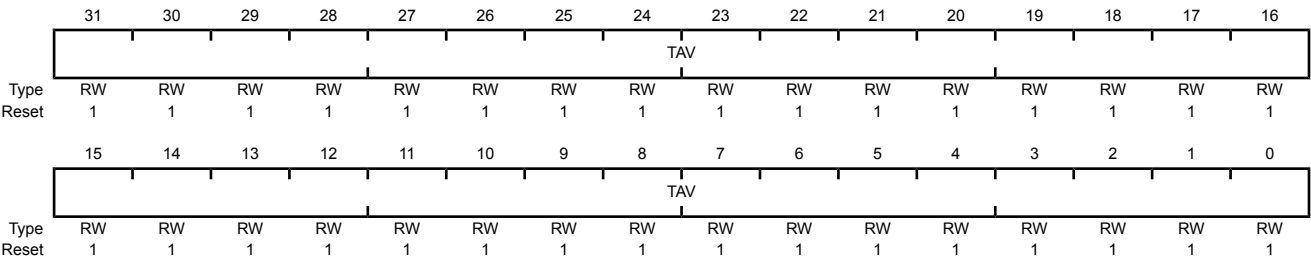 31 30 29 28 27 26 25 24 23 22 21 20 19 18 17 16
TAV
Type RW RW RW RW RW RW RW RW RW RW RW RW RW RW RW RW
Reset 1 1 1 1 1 1 1 1 1 1 1 1 1 1 1 1
15 14 13 12 11 10 9 8 7 6 5 4 3 2 1 0
TAV
Type RW RW RW RW RW RW RW RW RW RW RW RW RW RW RW RW
Reset 1 1 1 1 1 1 1 1 1 1 1 1 1 1 1 1